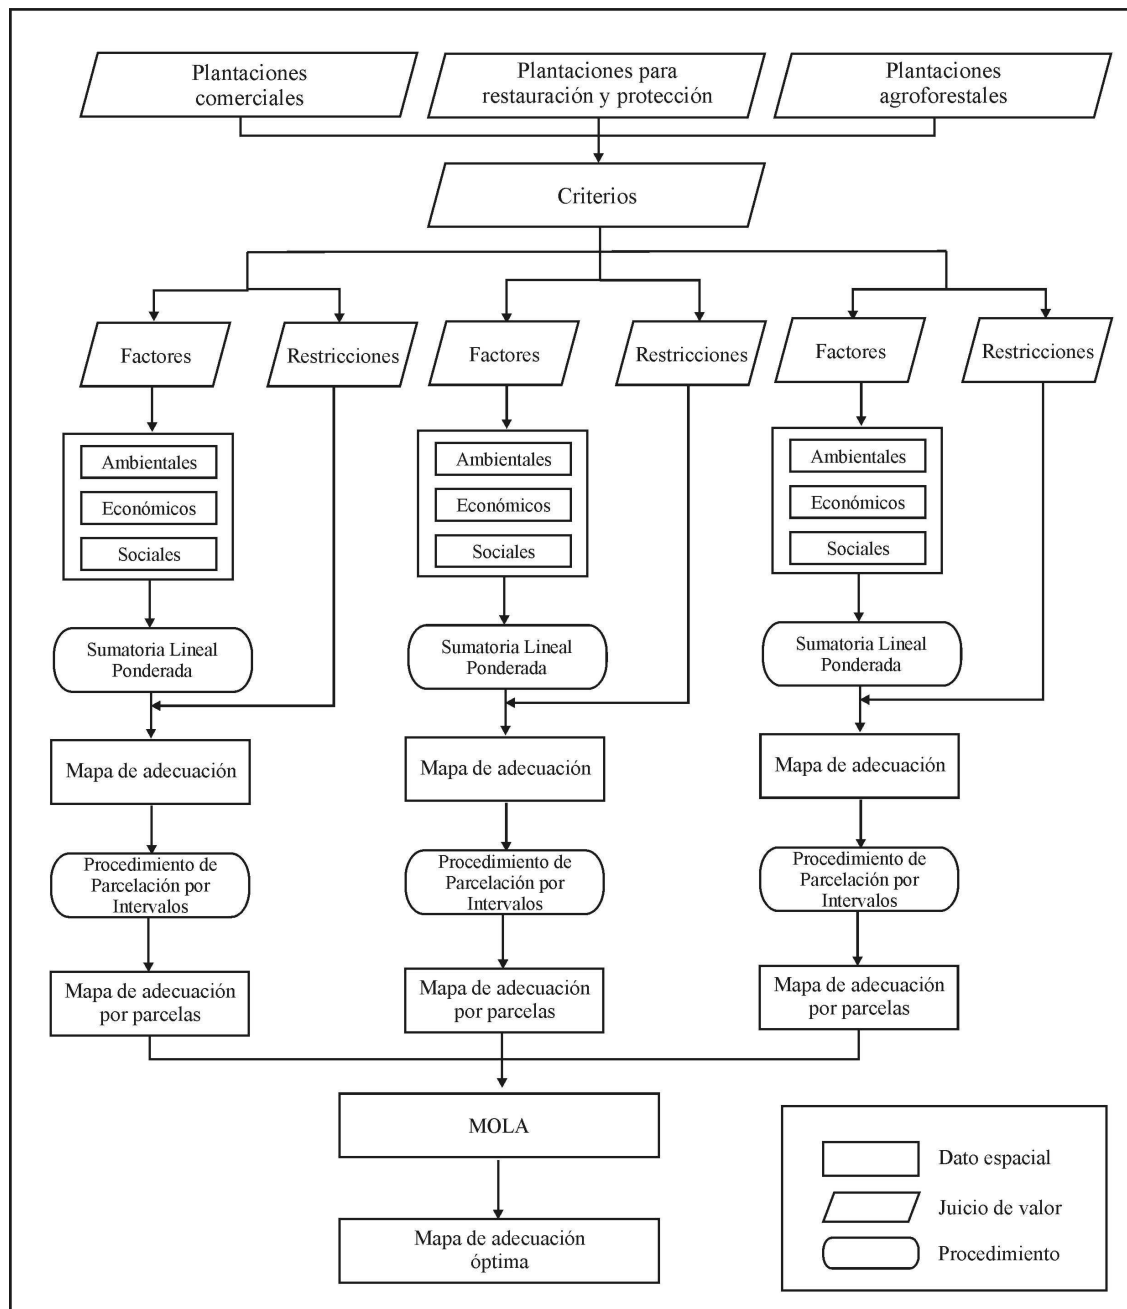 Plantaciones
comerciales
Plantaciones para
restauración y protección
Plantaciones
agroforestales
Criterios
Factores
Restricciones
Factores
Restricciones
Factores
Restricciones
Ambientales
Económicos
Sociales
Ambientales
Económicos
Sociales
Ambientales
Económicos
Sociales
Sumatoria Lineal
Ponderada
Sumatoria Lineal
Ponderada
Sumatoria Lineal
Ponderada
Mapa de adecuación
Mapa de adecuación
Mapa de adecuación
Procedimiento de
Parcelación por
Intervalos
Procedimiento de
Parcelación por
Intervalos
Procedimiento de
Parcelación por
Intervalos
Mapa de adecuación
por parcelas
Mapa de adecuación
por parcelas
Mapa de adecuación
por parcelas
MOLA
Mapa de adecuación
óptima
Dato espacial
Juicio de valor
Procedimiento